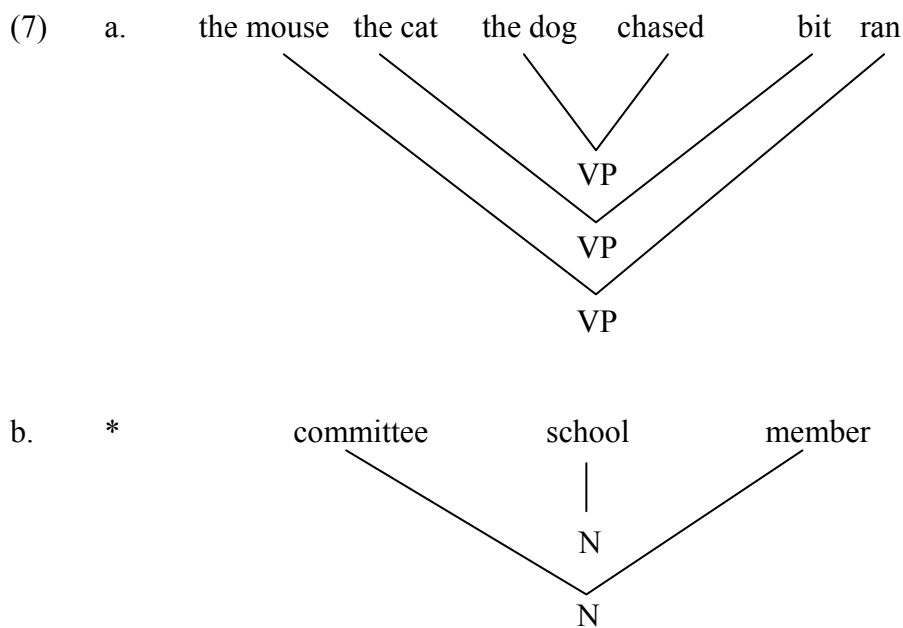 (7) a. the mouse the cat the dog chased bit ran
VP
VP
VP
b. * committee school member
N
N